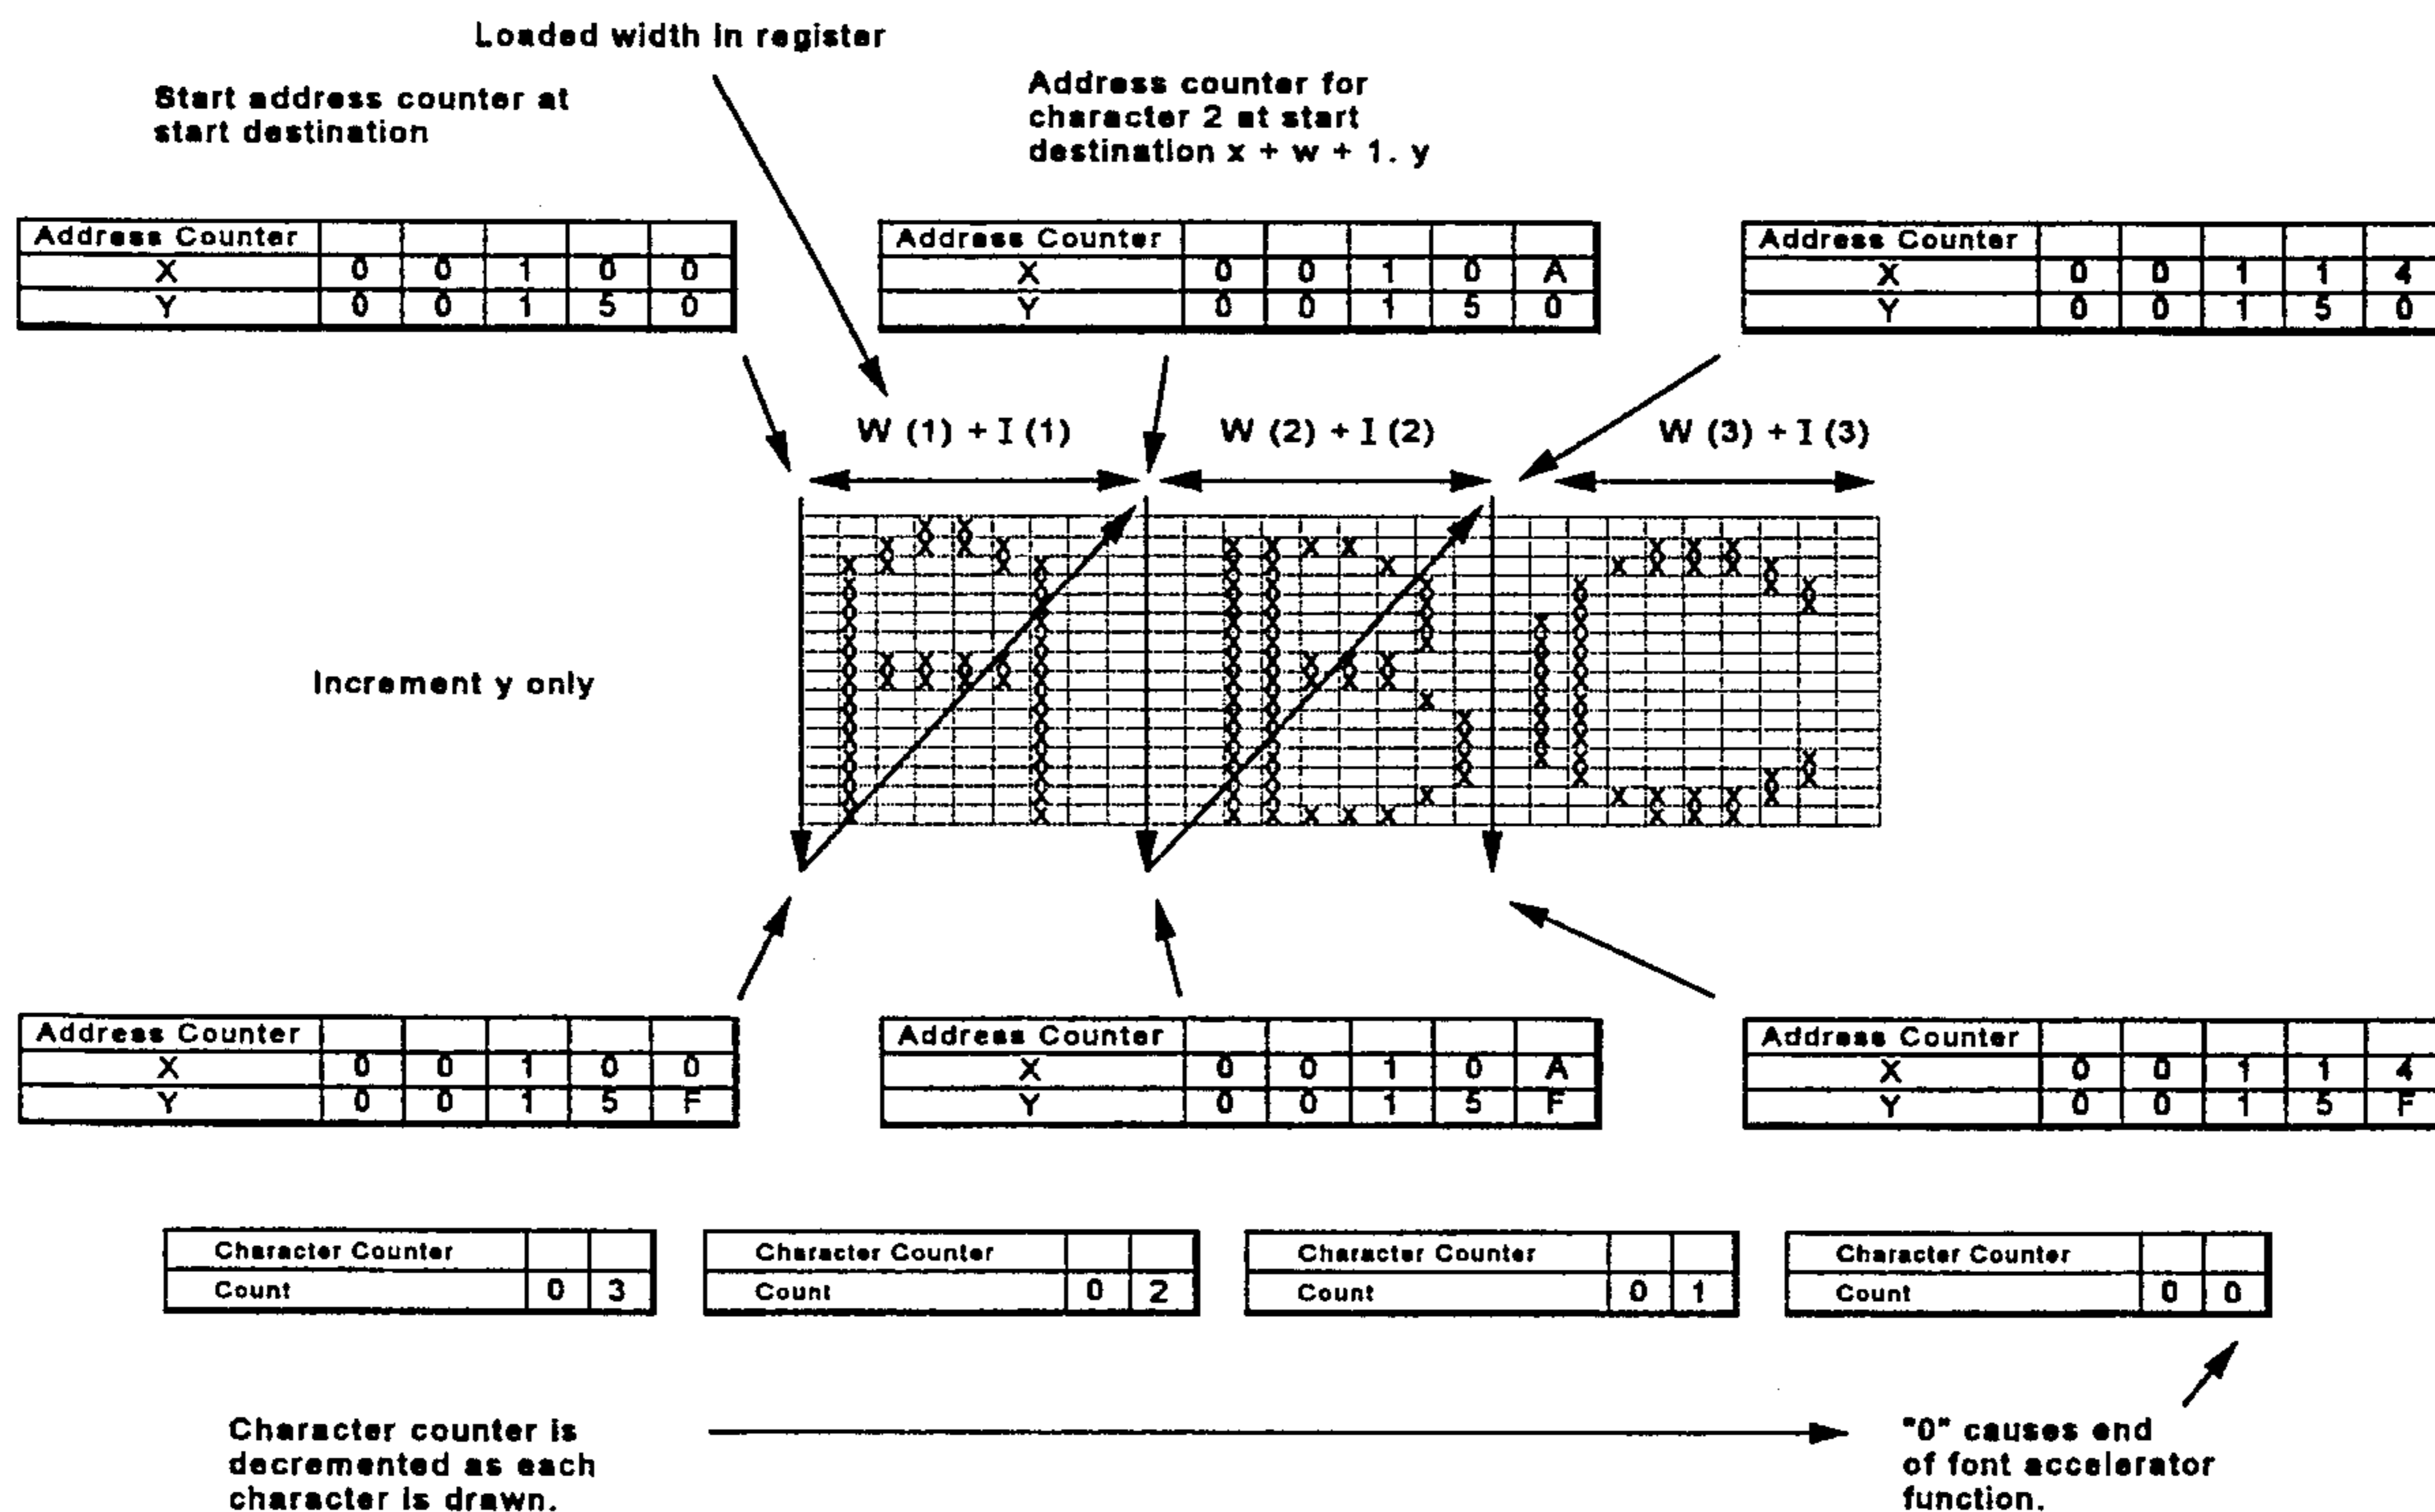 Loaded width in register
Start address counter at
start destination
Address counter for
character 2 at start
destination x + w + 1. y
Address Counter
X 0 0 1 0 0
Y 0 0 1 5 0
Address Counter
X 0 0 1 0 A
Y 0 0 1 5 0
Address Counter
X 0 0 1 1 4
Y 0 0 1 5 0
W (1) + I (1)
W (2) + I (2)
W (3) + I (3)
Increment y only
Address Counter
X 0 0 1 0 0
Y 0 0 1 5 F
Address Counter
X 0 0 1 0 A
Y 0 0 1 5 F
Address Counter
X 0 0 1 1 4
Y 0 0 1 5 F
Character Counter
Count 0 3
Character Counter
Count 0 2
Character Counter
Count 0 1
Character Counter
Count 0 0
Character counter is
decremented as each
character is drawn.
"0" causes end
of font accelerator
function.